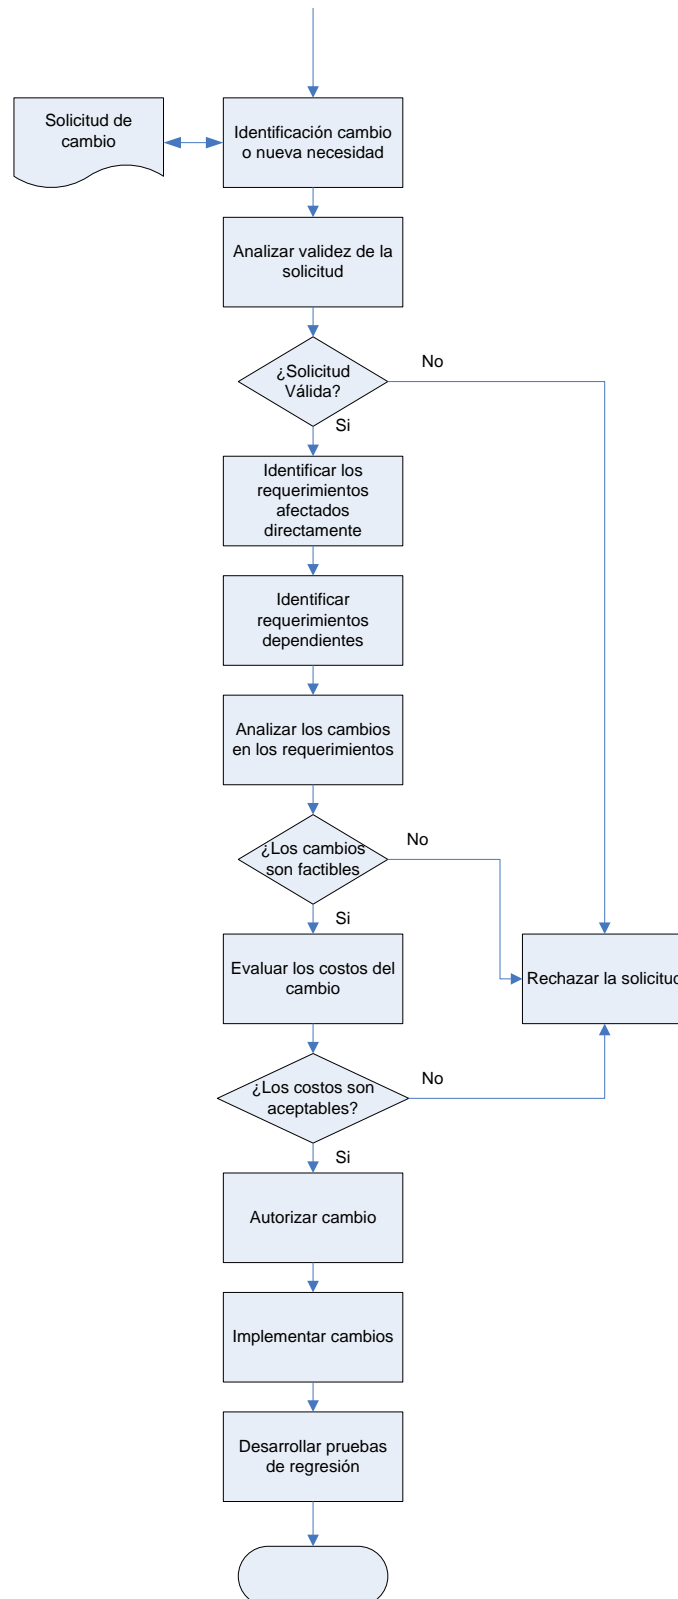 Solicitud de
cambio
Identificación cambio
o nueva necesidad
Analizar validez de la
solicitud
¿Solicitud
Válida?
No
Si
Identificar los
requerimientos
afectados
directamente
Identificar
requerimientos
dependientes
Analizar los cambios
en los requerimientos
¿Los cambios
son factibles
No
Si
Evaluar los costos del
cambio
Rechazar la solicitud
¿Los costos son
aceptables?
No
Si
Autorizar cambio
Implementar cambios
Desarrollar pruebas
de regresión